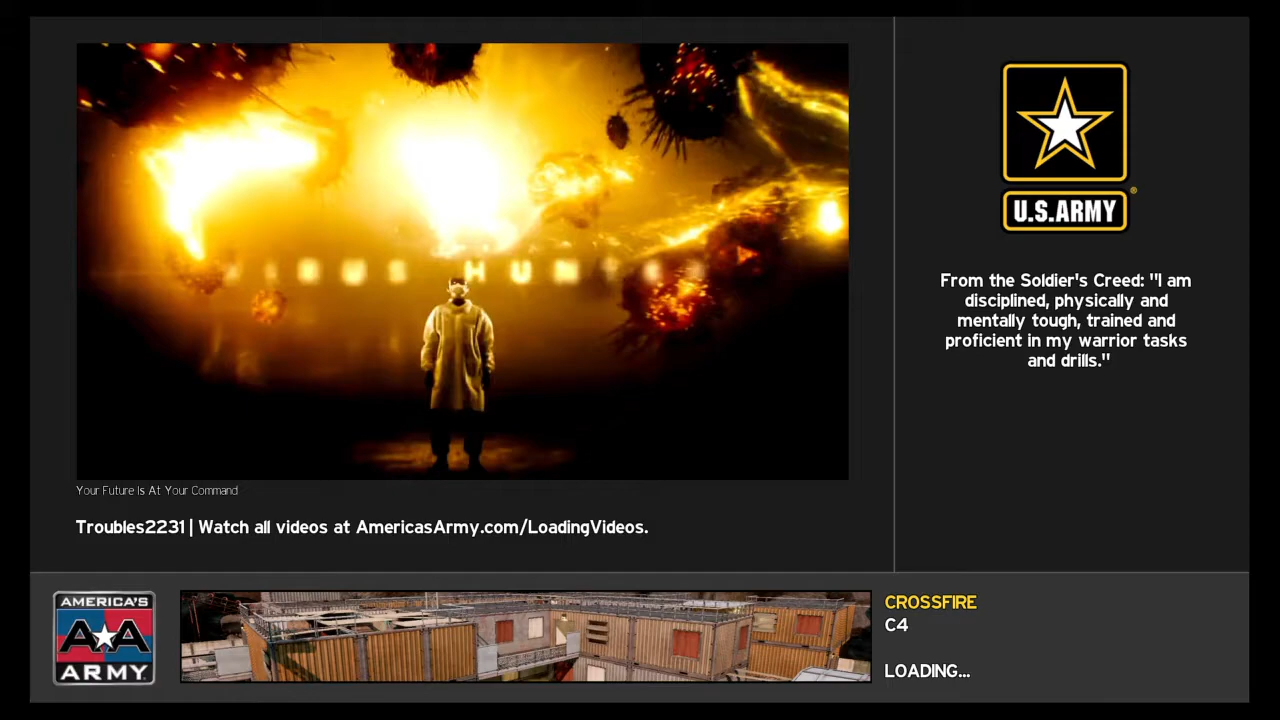 HUN
Your Future Is At Your Command
Troubles2231 | Watch all videos at AmericasArmy.com/LoadingVideos.
U.S.ARMY
®
From the Soldier's Creed: "I am
disciplined, physically and
mentally tough, trained and
proficient in my warrior tasks
and drills."
AMERICA'S
AA
ARMY
CROSSFIRE
C4
LOADING...